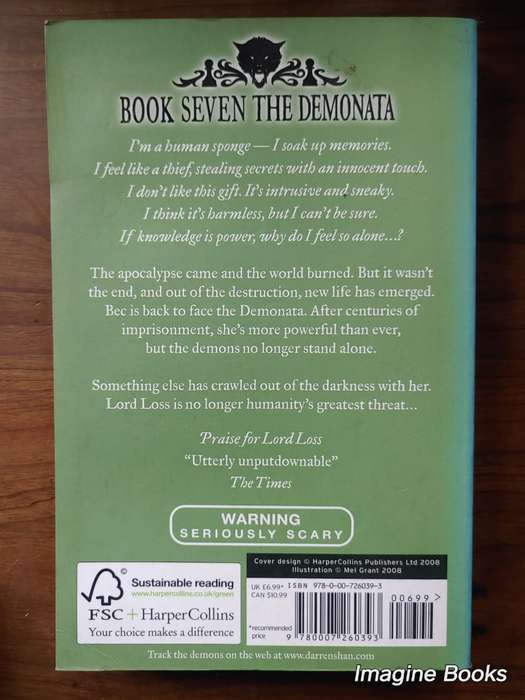 BOOK SEVEN THE DEMONATA
I'm a human sponge — I soak up memories.
I feel like a thief, stealing secrets with an innocent touch.
I don't like this gift. It's intrusive and sneaky.
I think it's harmless, but I can't be sure.
If knowledge is power, why do I feel so alone...?
The apocalypse came and the world burned. But it wasn't
the end, and out of the destruction, new life has emerged.
Bec is back to face the Demonata. After centuries of
imprisonment, she's more powerful than ever,
but the demons no longer stand alone.
Something else has crawled out of the darkness with her.
Lord Loss is no longer humanity's greatest threat...
Praise for Lord Loss
“Utterly unputdownable”
The Times
WARNING
SERIOUSLY SCARY
Cover design © HarperCollins Publishers Ltd 2008
Illustration © Mel Grant 2008
©
Sustainable reading
www.harpercollins.co.uk/green
FSC + HarperCollins
Your choice makes a difference
UK £6.99*
CAN $10.99
ISBN 978-0-00-726039-3
00699 >
*recommended
price
9 780007 260393
Track the demons on the web at www.darrenshan.com
Imagine Books